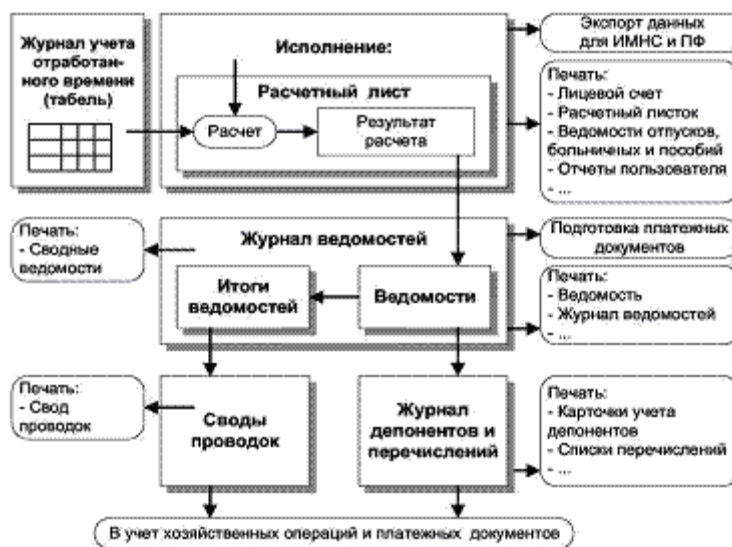 Журнал учета
отработан-
ного времени
(табель)
Исполнение:
Расчетный лист
Расчет
Результат
расчета
Экспорт данных
для ИМНС и ПФ
Печать:
- Лицевой счет
- Расчетный листок
- Ведомости отпусков,
больничных и пособий
- Отчеты пользователя
- ...
Печать:
- Сводные
ведомости
Журнал ведомостей
Итоги
ведомостей
Ведомости
Подготовка платежных
документов
Печать:
- Ведомость
- Журнал ведомостей
- ...
Печать:
- Свод
проводок
Своды
проводок
Журнал
депонентов и
перечислений
Печать:
- Карточки учета
депонентов
- Списки перечислений
- ...
В учет хозяйственных операций и платежных документов